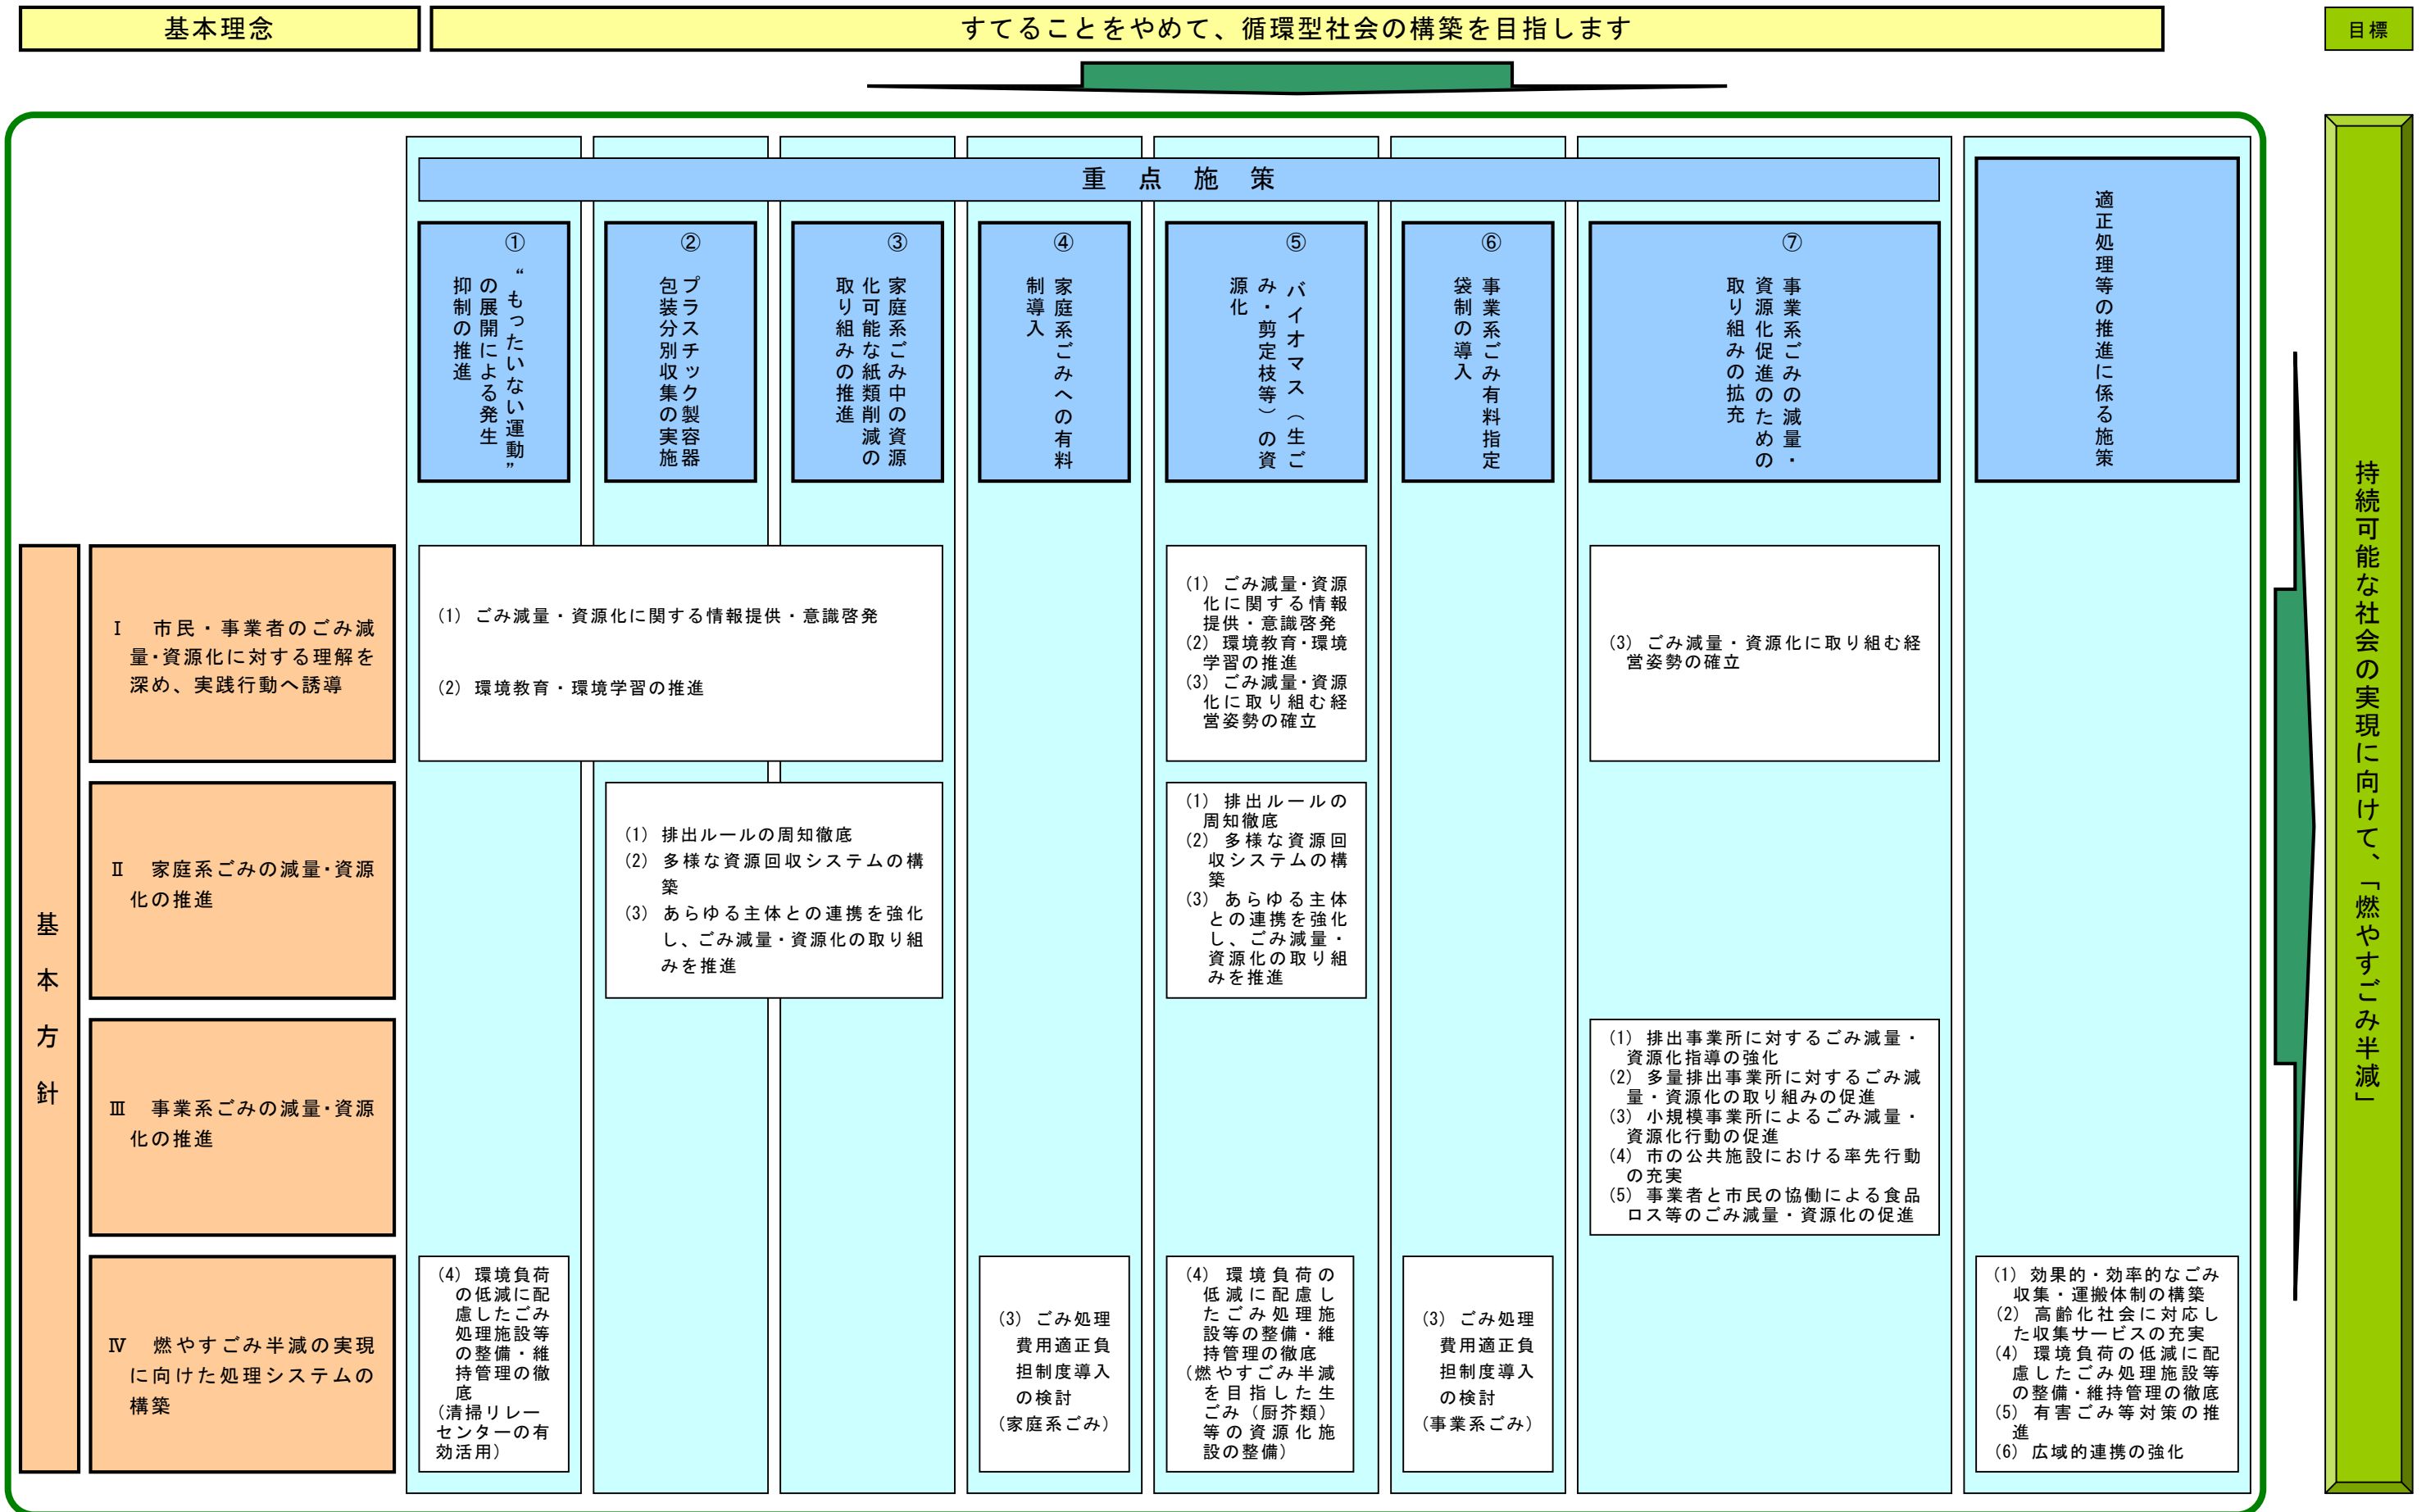 基本理念
すてることをやめて、循環型社会の構築を目指します
目標
重点施策
①“もったいない運動”
の展開による発生
抑制の推進
②プラスチック製容器
包装分別収集の実施
③家庭系ごみ中の資源
化可能な紙類削減の
取り組みの推進
④家庭系ごみへの有料
制導入
⑤バイオマス（生ご
み・剪定枝等）の資
源化
⑥事業系ごみ有料指定
袋制の導入
⑦事業系ごみの減量・
資源化促進のための
取り組みの拡充
適正処理等の推進に係る施策
持続可能な社会の実現に向けて、「燃やすごみ半減」
基本方針
Ⅰ　市民・事業者のごみ減
量・資源化に対する理解を
深め、実践行動へ誘導
(1) ごみ減量・資源化に関する情報提供・意識啓発
(2) 環境教育・環境学習の推進
(1) ごみ減量・資源
化に関する情報
提供・意識啓発
(2) 環境教育・環境
学習の推進
(3) ごみ減量・資源
化に取り組む経
営姿勢の確立
(3) ごみ減量・資源化に取り組む経
営姿勢の確立
Ⅱ　家庭系ごみの減量・資源
化の推進
(1) 排出ルールの周知徹底
(2) 多様な資源回収システムの構
築
(3) あらゆる主体との連携を強化
し、ごみ減量・資源化の取り組
みを推進
(1) 排出ルールの
周知徹底
(2) 多様な資源回
収システムの構
築
(3) あらゆる主体
との連携を強化
し、ごみ減量・
資源化の取り組
みを推進
Ⅲ　事業系ごみの減量・資源
化の推進
(1) 排出事業所に対するごみ減量・
資源化指導の強化
(2) 多量排出事業所に対するごみ減
量・資源化の取り組みの促進
(3) 小規模事業所によるごみ減量・
資源化行動の促進
(4) 市の公共施設における率先行動
の充実
(5) 事業者と市民の協働による食品
ロス等のごみ減量・資源化の促進
Ⅳ　燃やすごみ半減の実現
に向けた処理システムの
構築
(4) 環境負荷
の低減に配
慮したごみ
処理施設等
の整備・維
持管理の徹
底
（清掃リレー
センターの有
効活用）
(3) ごみ処理
費用適正負
担制度導入
の検討
（家庭系ごみ）
(4) 環境負荷の
低減に配慮し
たごみ処理施
設等の整備・維
持管理の徹底
（燃やすごみ半減
を目指した生
ごみ（厨芥類）
等の資源化施
設の整備）
(3) ごみ処理
費用適正負
担制度導入
の検討
（事業系ごみ）
(1) 効果的・効率的なごみ
収集・運搬体制の構築
(2) 高齢化社会に対応し
た収集サービスの充実
(4) 環境負荷の低減に配
慮したごみ処理施設等
の整備・維持管理の徹底
(5) 有害ごみ等対策の推
進
(6) 広域的連携の強化